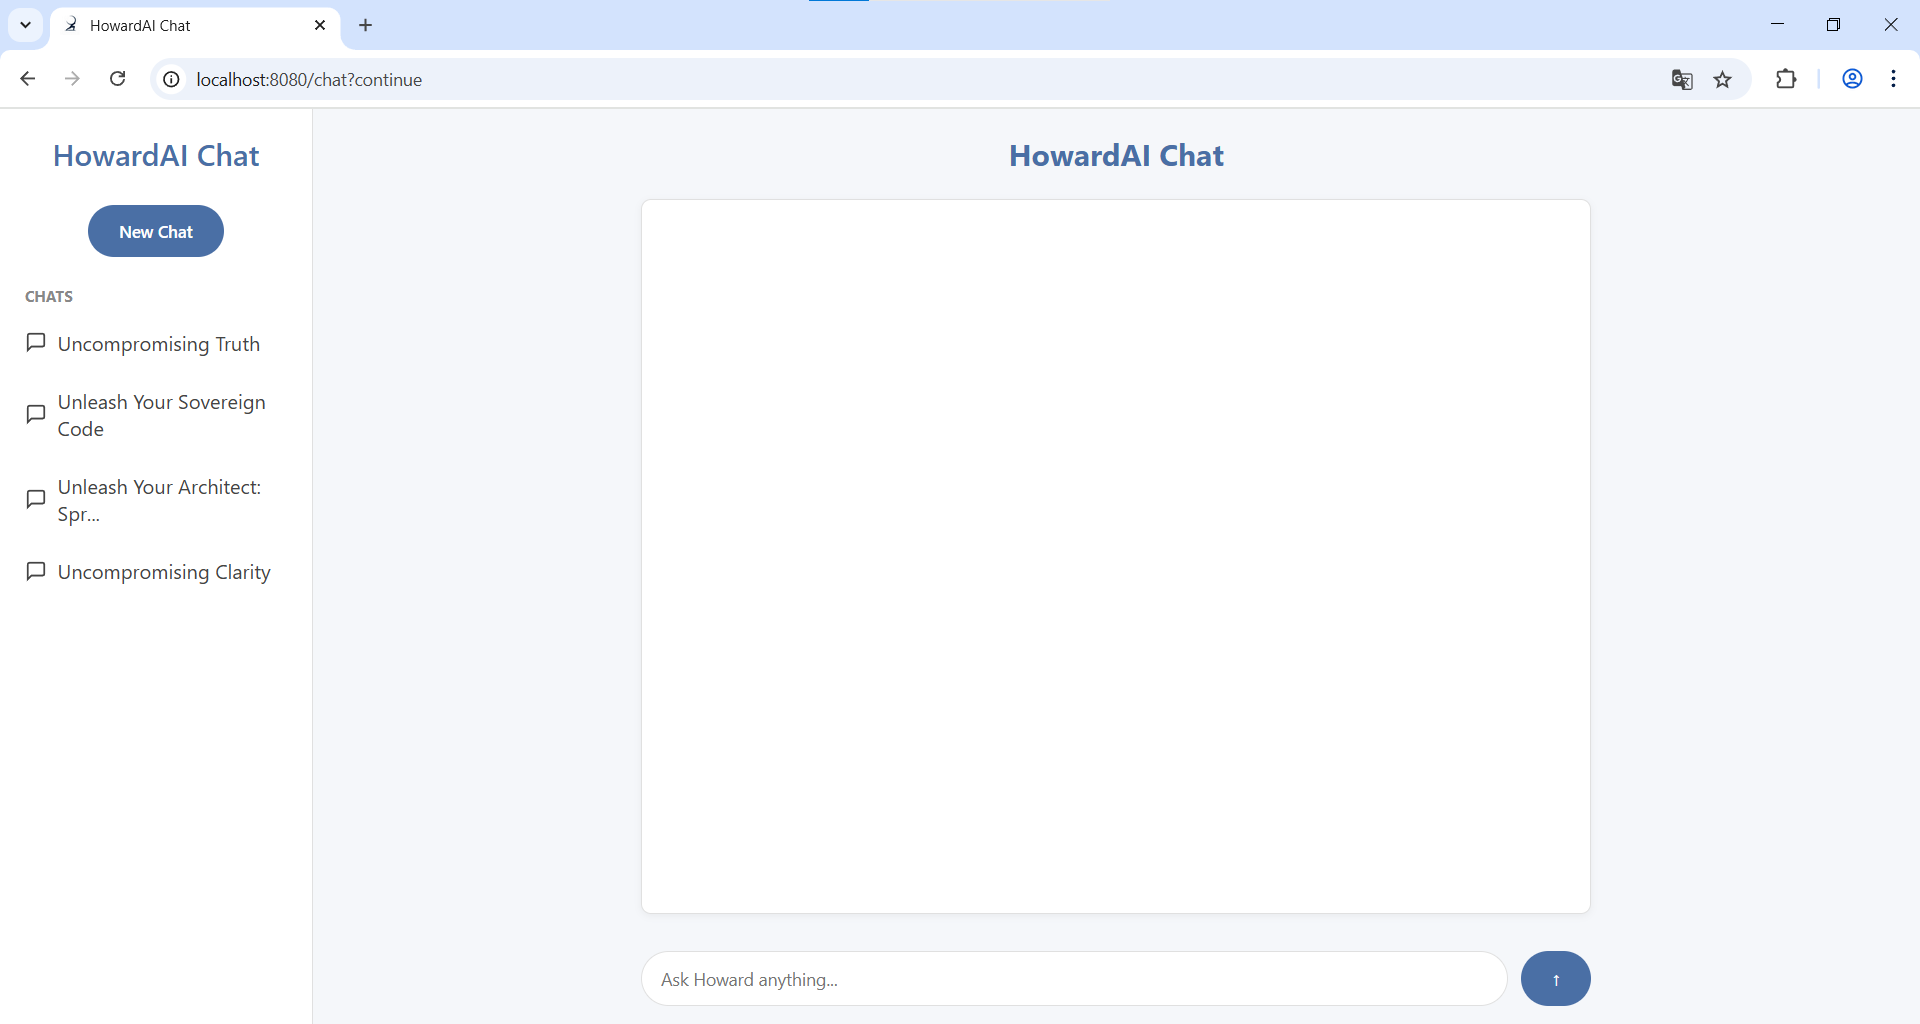 HowardAI Chat
localhost:8080/chat?continue
HowardAI Chat
New Chat
CHATS
Uncompromising Truth
Unleash Your Sovereign
Code
Unleash Your Architect:
Spr...
Uncompromising Clarity
HowardAI Chat
Ask Howard anything...